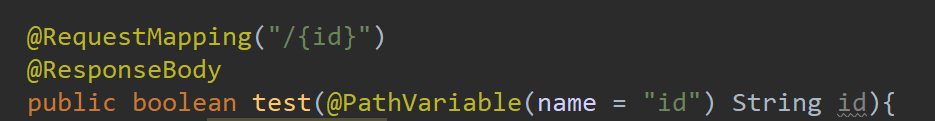 @RequestMapping("/{id}")
@ResponseBody
public boolean test(@PathVariable(name = "id") String id){